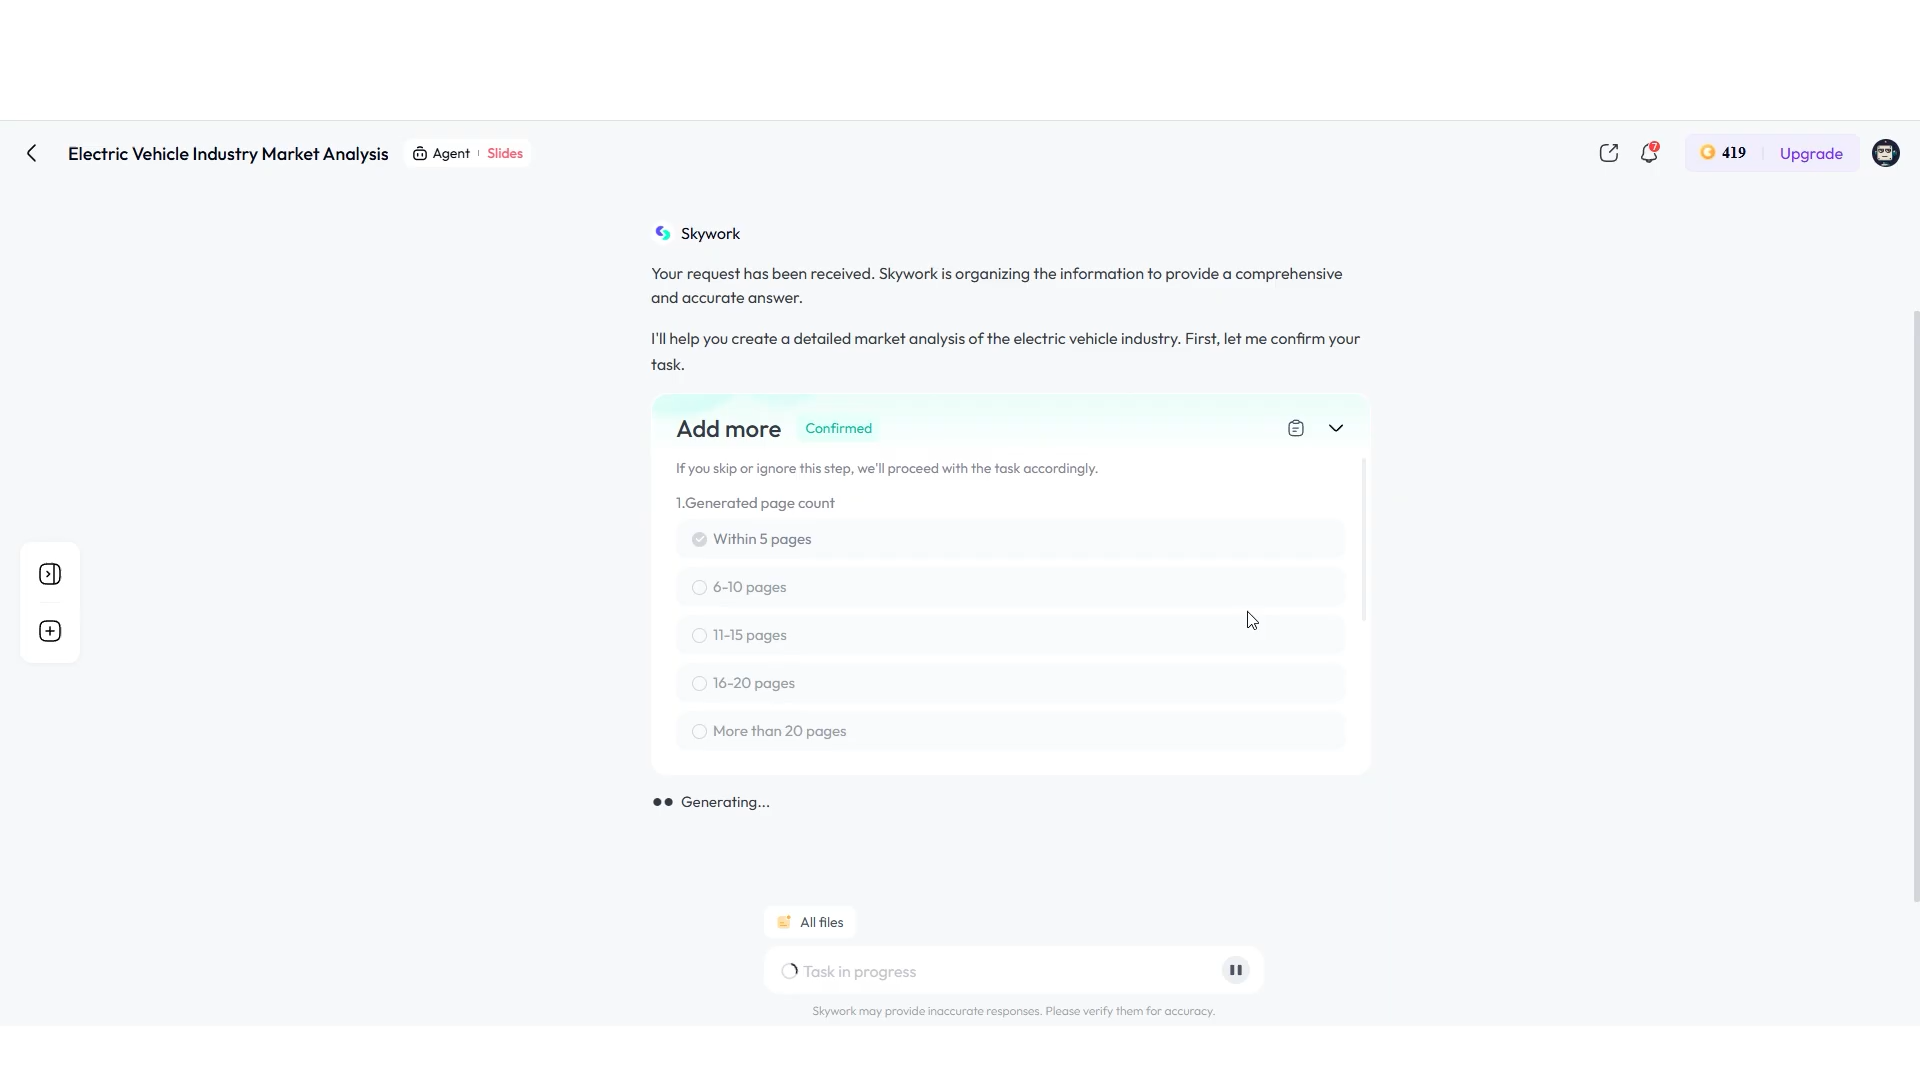 Electric Vehicle Industry Market Analysis
Agent
Slides
7
419
Upgrade
Skywork
Your request has been received. Skywork is organizing the information to provide a comprehensive
and accurate answer.
I'll help you create a detailed market analysis of the electric vehicle industry. First, let me confirm your
task.
Add more
Confirmed
If you skip or ignore this step, we'll proceed with the task accordingly.
1.Generated page count
Within 5 pages
6-10 pages
11-15 pages
16-20 pages
More than 20 pages
Generating...
All files
Task in progress
Skywork may provide inaccurate responses. Please verify them for accuracy.